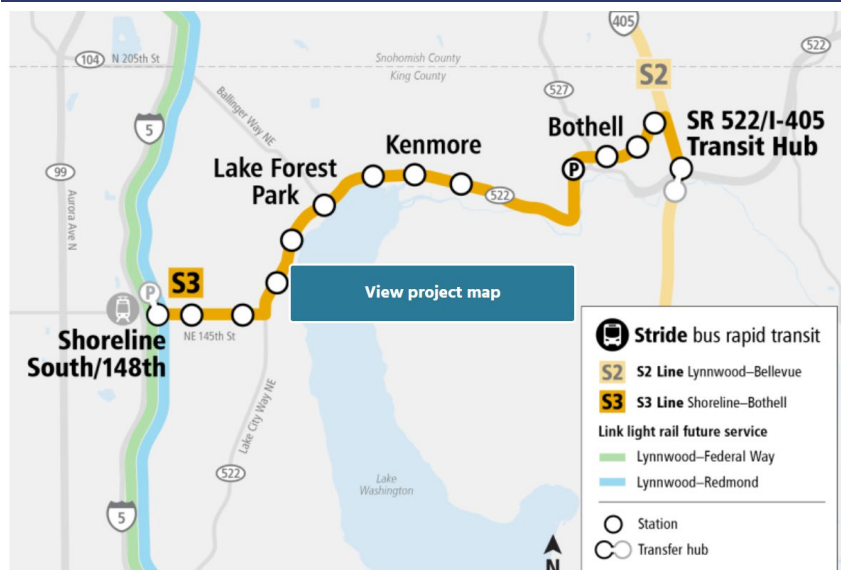 405
522
104
N 205th St
Snohomish County
King County
S2
527
5
Ballinger Way NE
Bothell
SR 522/I-405
Transit Hub
Kenmore
Lake Forest
Park
P
99
522
Aurora Ave N
S3
P
View project map
NE 145th St
Shoreline
South/148th
Stride bus rapid transit
S2 S2 Line Lynnwood–Bellevue
S3 S3 Line Shoreline–Bothell
Link light rail future service
Lynnwood–Federal Way
Lynnwood–Redmond
Lake City Way NE
522
Lake
Washington
5
Station
Transfer hub
N